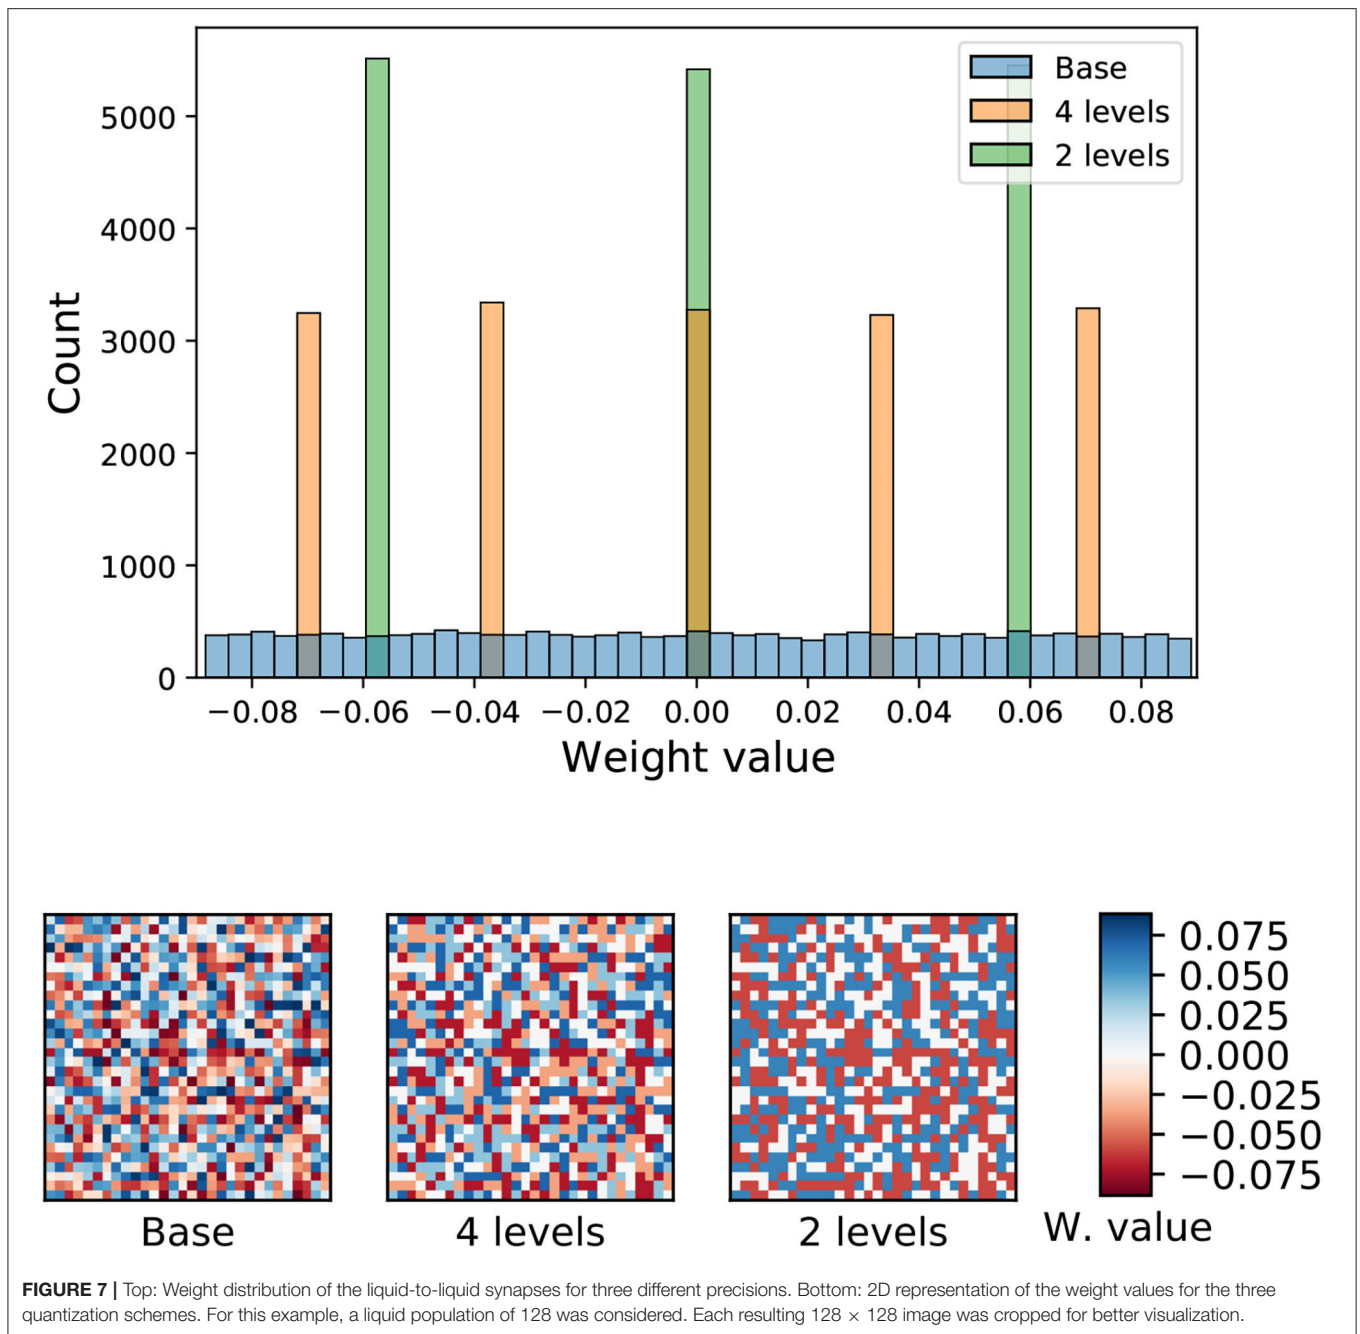 Base
4 levels
2 levels
5000
4000
3000
2000
1000
0
Count
−0.08 −0.06 −0.04 −0.02 0.00 0.02 0.04 0.06 0.08
Weight value
0.075
0.050
0.025
0.000
−0.025
−0.050
−0.075
Base 4 levels 2 levels W. value
FIGURE 7 | Top: Weight distribution of the liquid-to-liquid synapses for three different precisions. Bottom: 2D representation of the weight values for the three
quantization schemes. For this example, a liquid population of 128 was considered. Each resulting 128 × 128 image was cropped for better visualization.